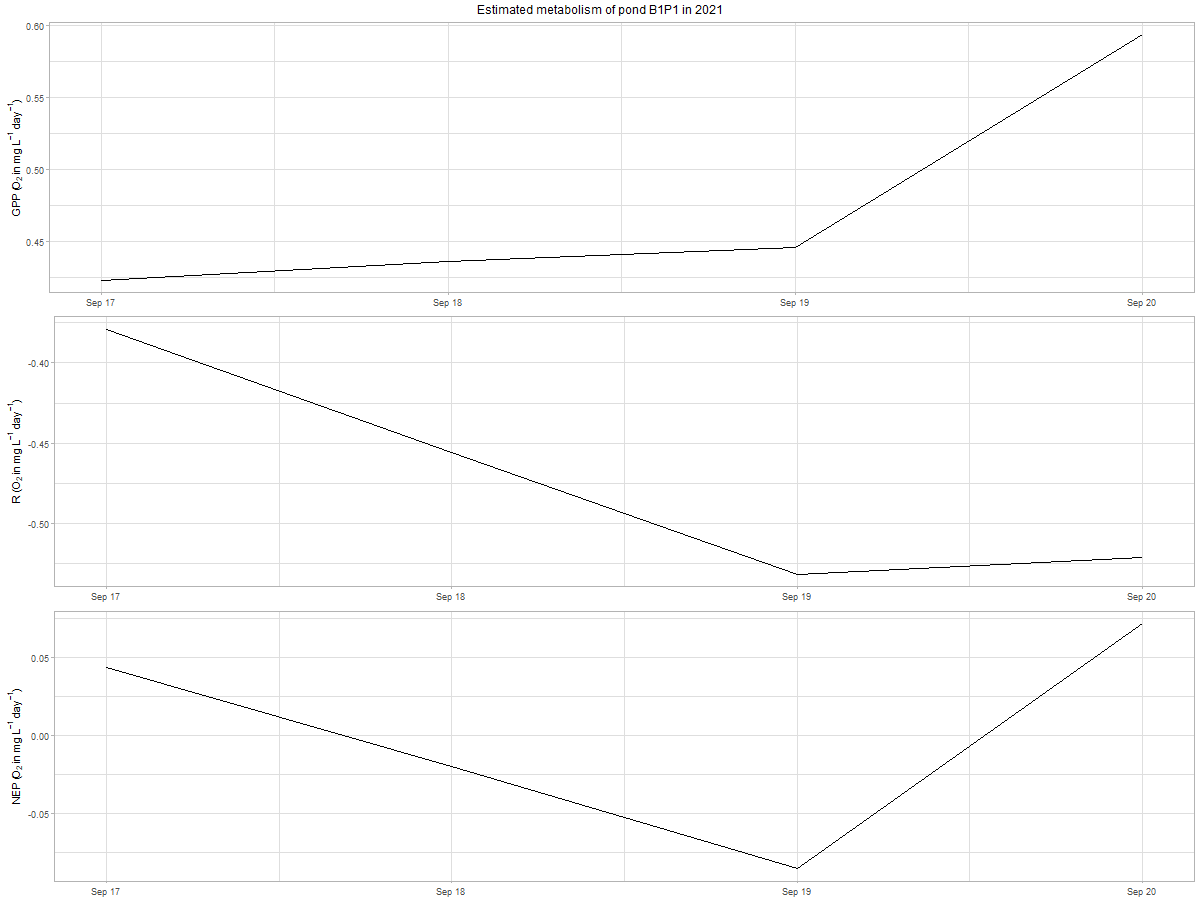 Estimated metabolism of pond B1P1 in 2021
GPP (O₂ in mg L⁻¹ day⁻¹)
0.60
0.55
0.50
0.45
Sep 17 Sep 18 Sep 19 Sep 20
R (O₂ in mg L⁻¹ day⁻¹)
-0.40
-0.45
-0.50
Sep 17 Sep 18 Sep 19 Sep 20
NEP (O₂ in mg L⁻¹ day⁻¹)
0.05
0.00
-0.05
Sep 17 Sep 18 Sep 19 Sep 20